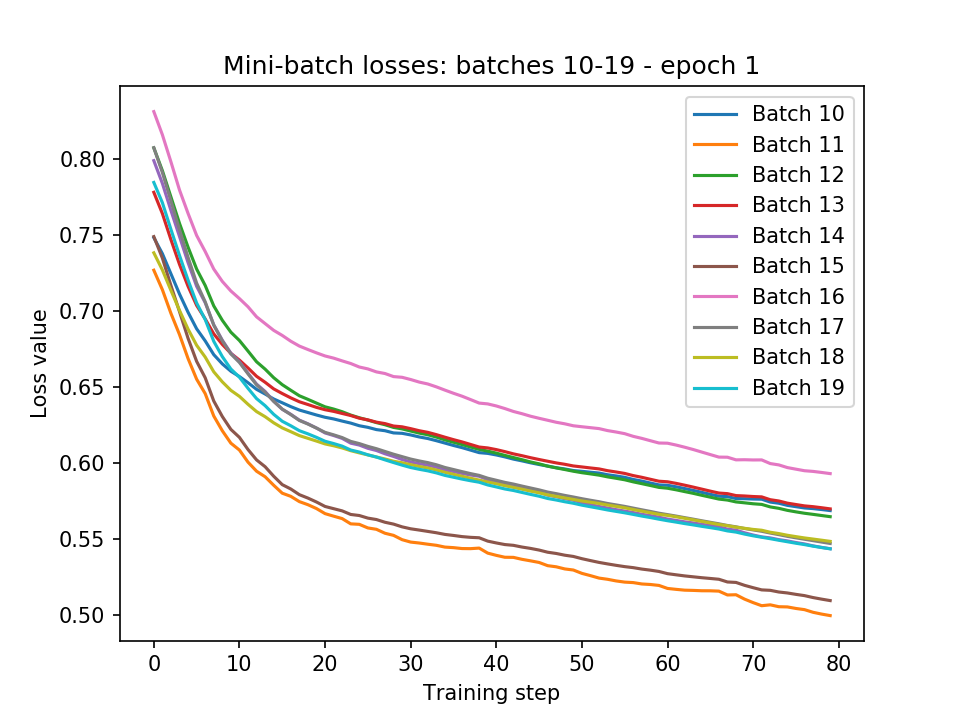 Mini-batch losses: batches 10-19 - epoch 1
Loss value
0.80
0.75
0.70
0.65
0.60
0.55
0.50
Batch 10
Batch 11
Batch 12
Batch 13
Batch 14
Batch 15
Batch 16
Batch 17
Batch 18
Batch 19
0 10 20 30 40 50 60 70 80
Training step